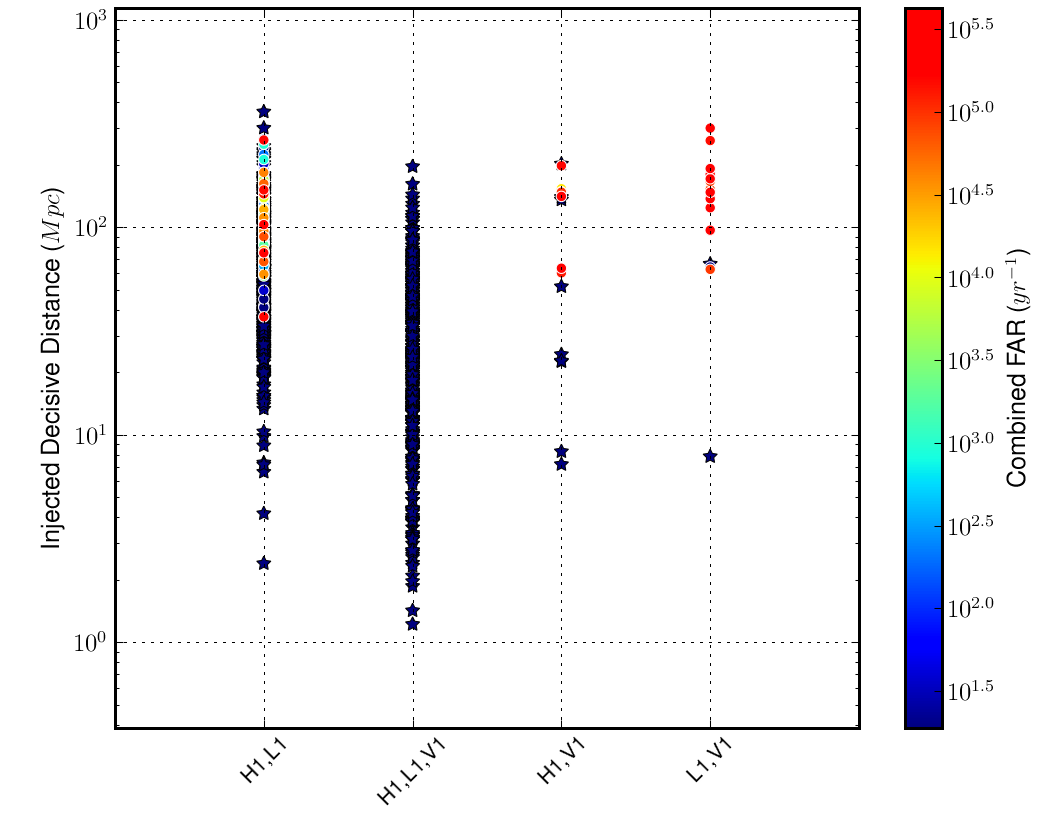 10^3
10^2
10^1
10^0
Injected Decisive Distance (Mpc)
H1,L1
H1,L1,V1
H1,V1
L1,V1
10^5.5
10^5.0
10^4.5
10^4.0
10^3.5
10^3.0
10^2.5
10^2.0
10^1.5
Combined FAR (yr^−1)